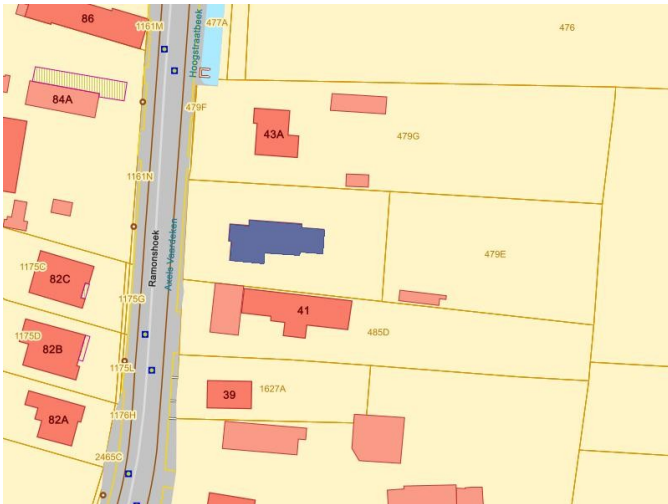 86
1161M
477A
Hoogstraatbeek
476
84A
479F
43A
479G
1161N
Ramonshoek
Axels Vaardeken
479E
1175C
82C
1175G
41
485D
1175D
82B
1175L
39
1627A
82A
1176H
2465C